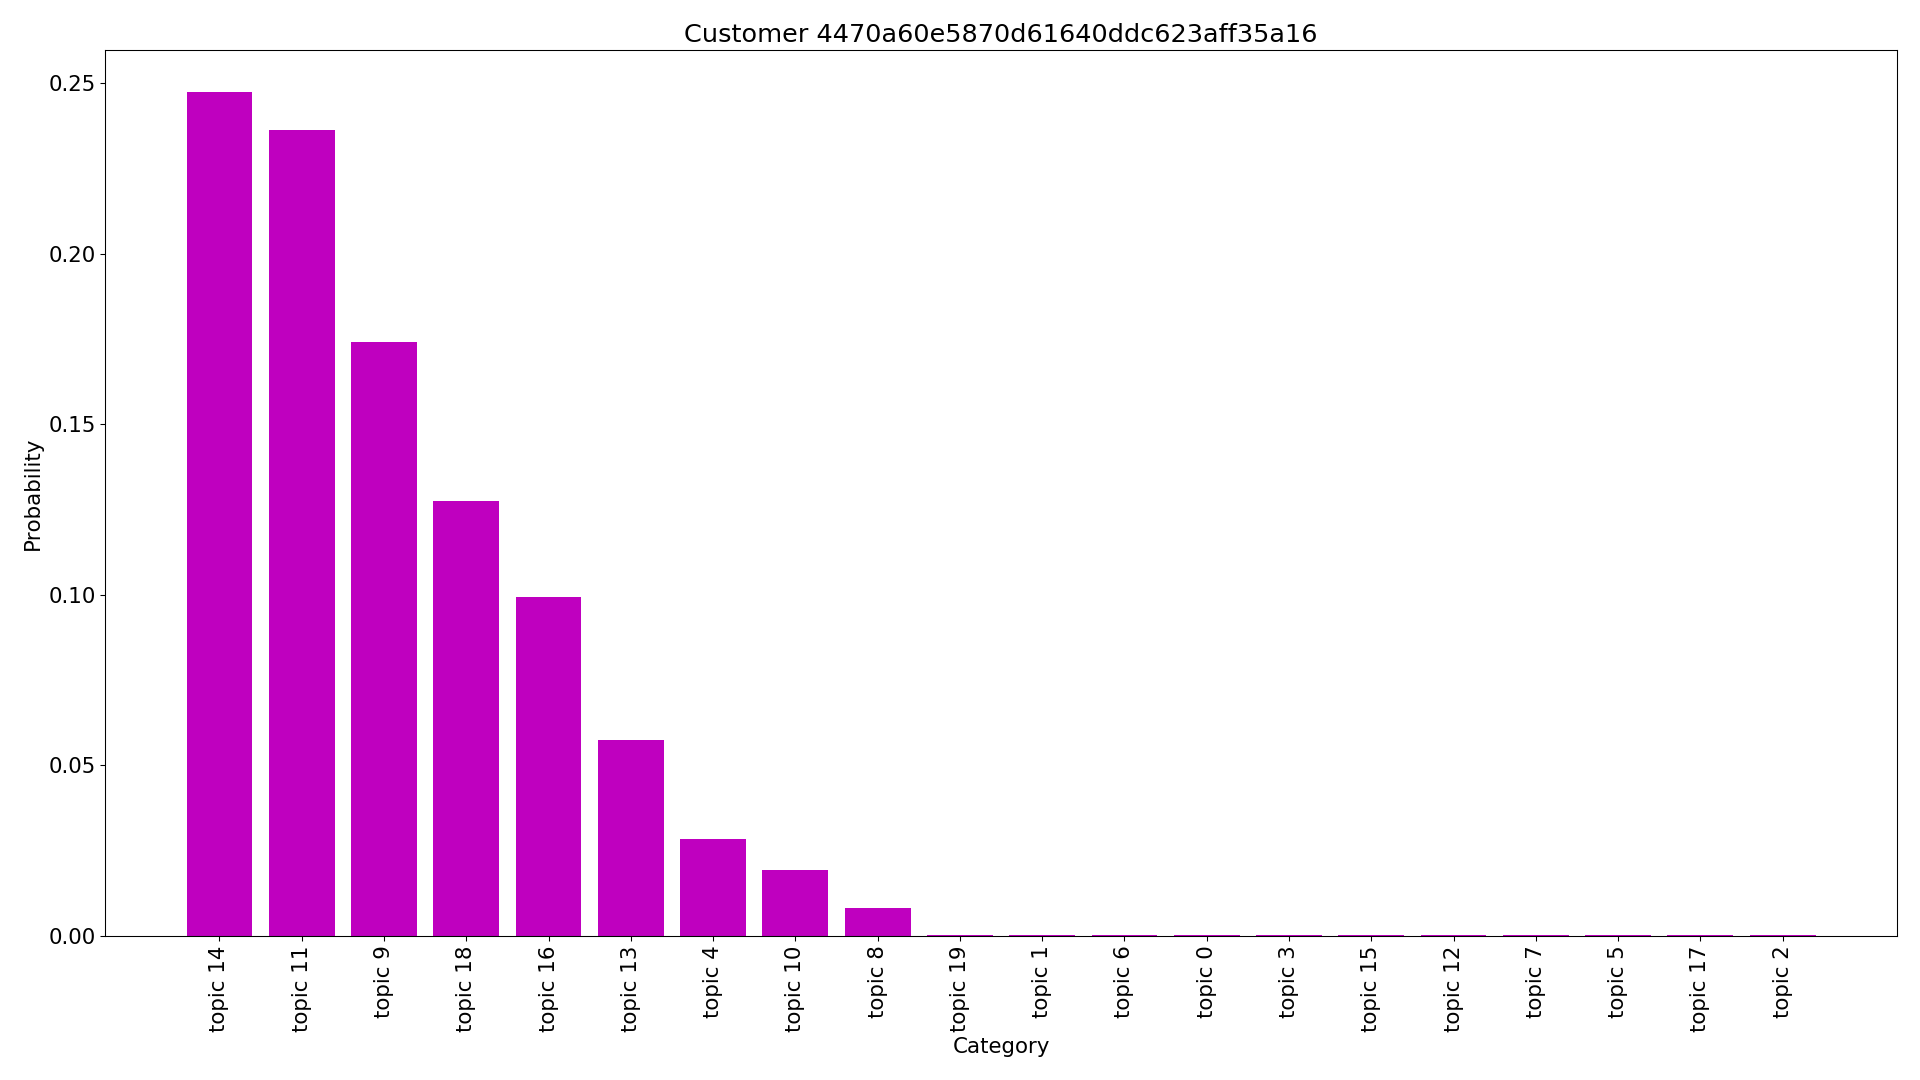 Customer 4470a60e5870d61640ddc623aff35a16
Probability
0.25
0.20
0.15
0.10
0.05
0.00
topic 14
topic 11
topic 9
topic 18
topic 16
topic 13
topic 4
topic 10
topic 8
topic 19
topic 1
topic 6
topic 0
topic 3
topic 15
topic 12
topic 7
topic 5
topic 17
topic 2
Category